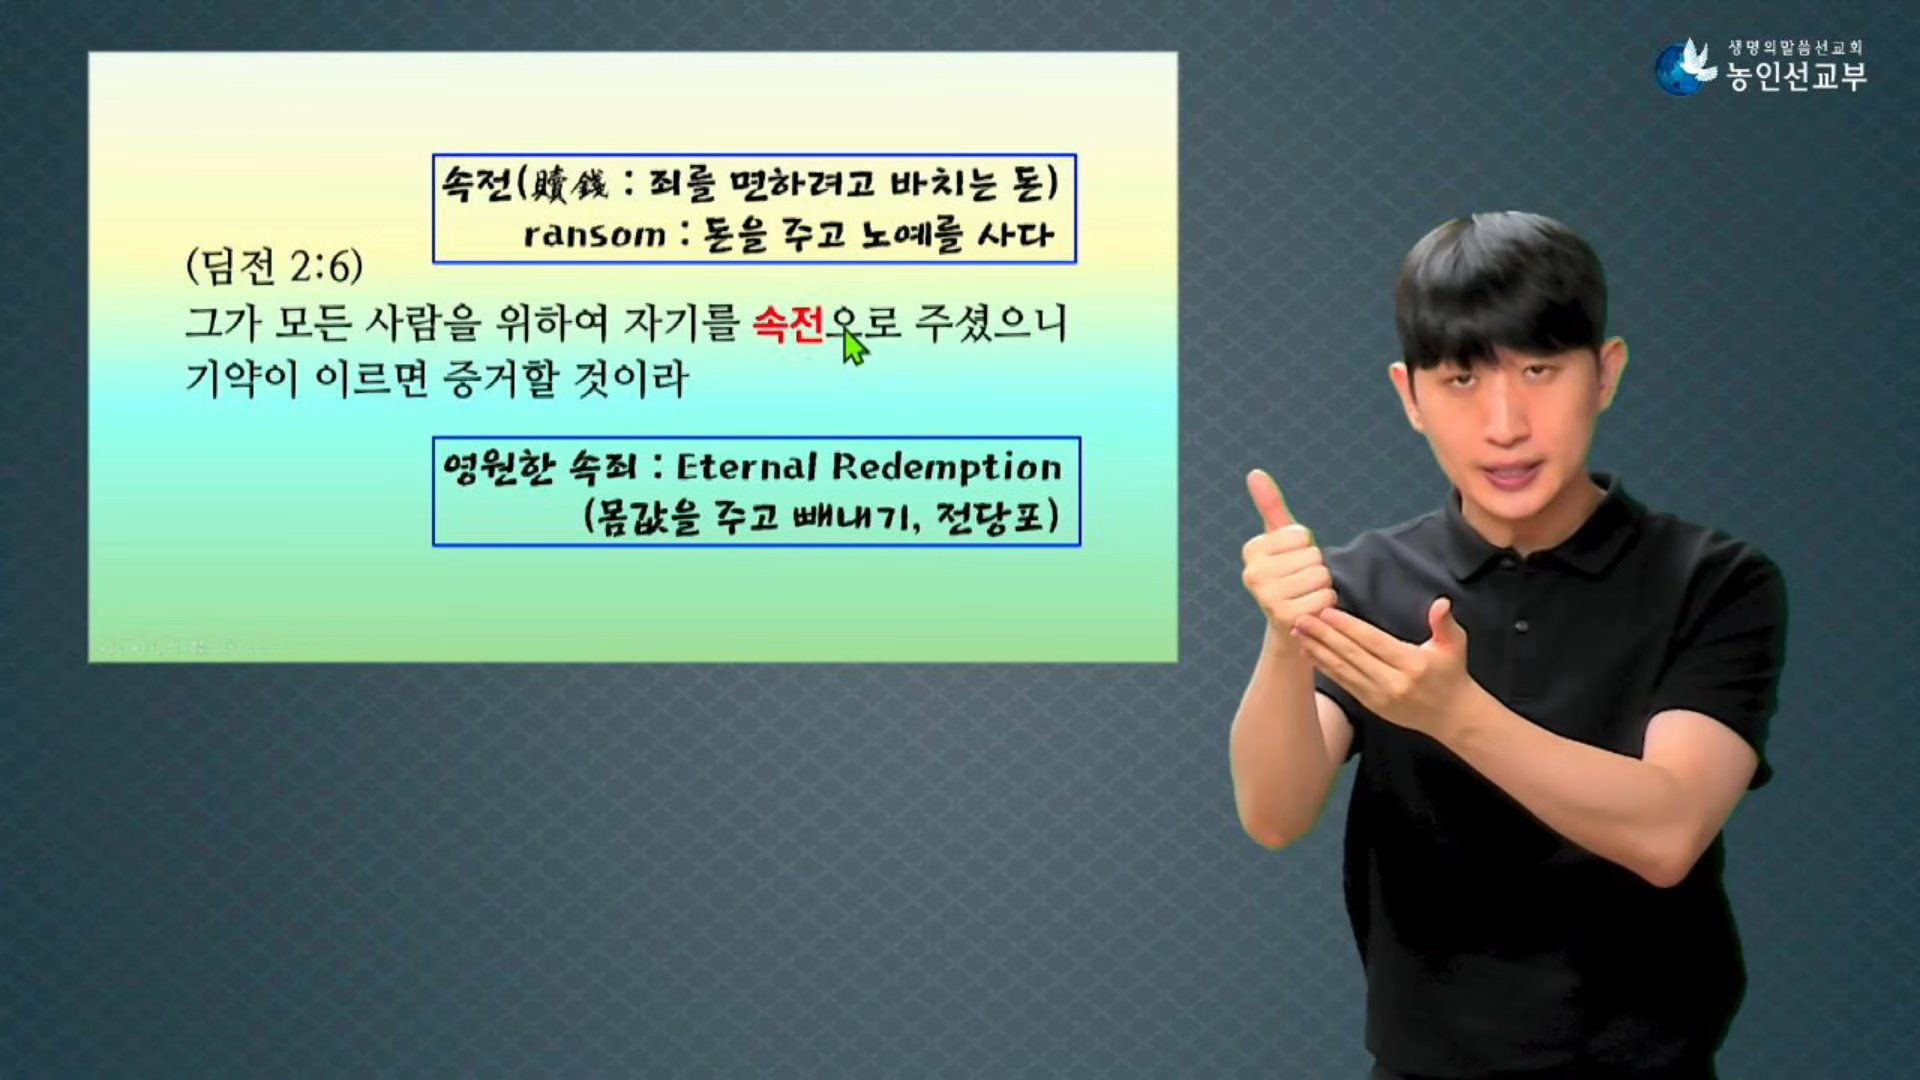 생명의말씀선교회
농인선교부
속전(贖錢 : 죄를 면하려고 바치는 돈)
ransom : 돈을 주고 노예를 사다
(딤전 2:6)
그가 모든 사람을 위하여 자기를 속전으로 주셨으니
기약이 이르면 증거할 것이라
영원한 속죄 : Eternal Redemption
(몸값을 주고 빼내기, 전당포)